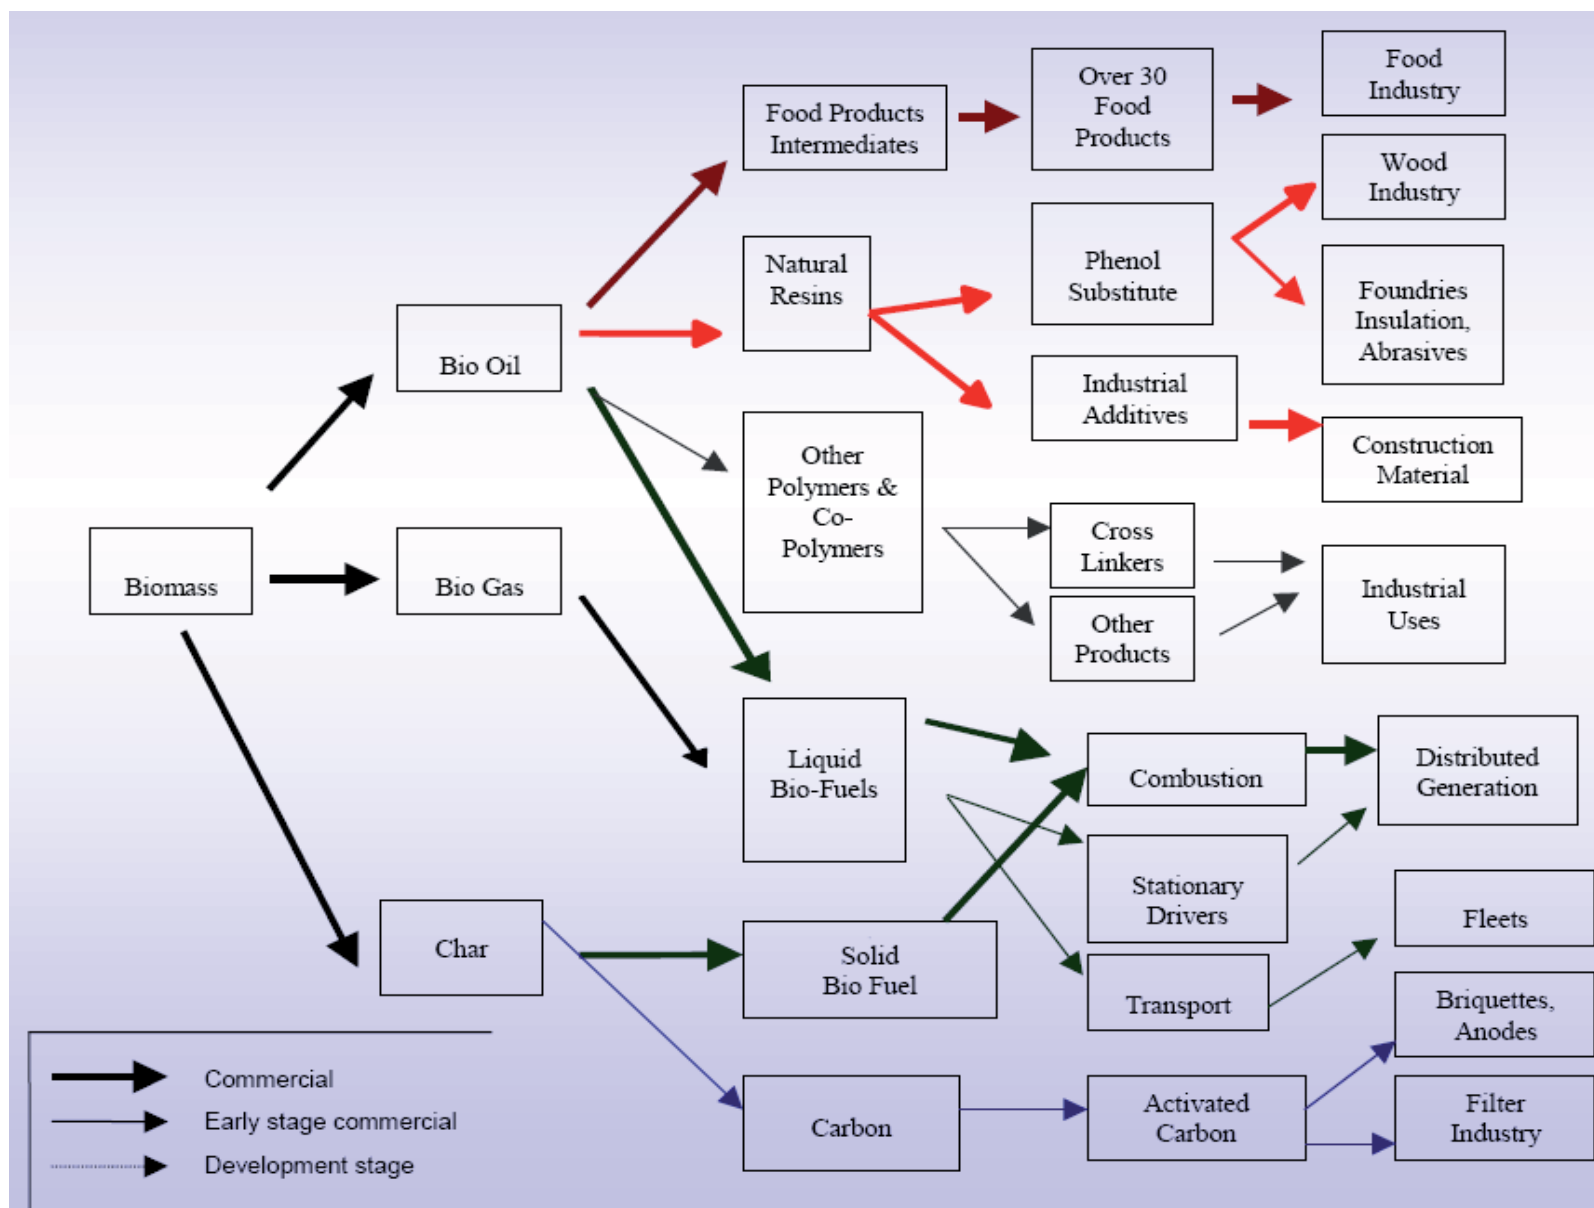 Food Products
Intermediates
Over 30
Food
Products
Food
Industry
Wood
Industry
Natural
Resins
Phenol
Substitute
Foundries
Insulation,
Abrasives
Bio Oil
Industrial
Additives
Construction
Material
Other
Polymers &
Co-
Polymers
Cross
Linkers
Industrial
Uses
Other
Products
Biomass
Bio Gas
Liquid
Bio-Fuels
Combustion
Distributed
Generation
Stationary
Drivers
Fleets
Char
Solid
Bio Fuel
Transport
Briquettes,
Anodes
Carbon
Activated
Carbon
Filter
Industry
Commercial
Early stage commercial
Development stage